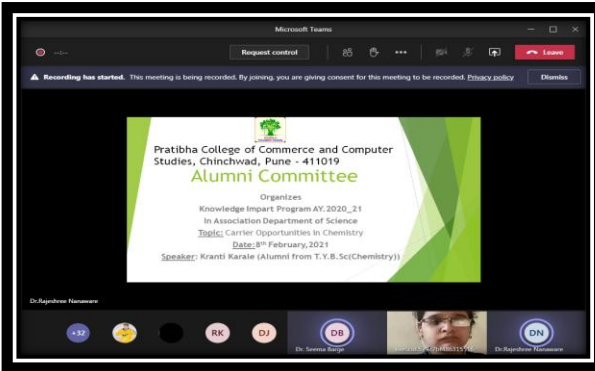 Microsoft Teams
--:--
Request control
Leave
Recording has started. This meeting is being recorded. By joining, you are giving consent for this meeting to be recorded. Privacy policy
Dismiss
Pratibha College of Commerce and Computer
Studies, Chinchwad, Pune - 411019
Alumni Committee
Organizes
Knowledge Impart Program AY.2020_21
In Association Department of Science
Topic: Carrier Opportunities in Chemistry
Date:8th February,2021
Speaker: Kranti Karale (Alumni from T.Y.B.Sc(Chemistry))
Dr.Rajeshree Nanaware
+32
RK
DJ
DB
DN
Dr. Seema Barge
Dr.Rajeshree Nanaware